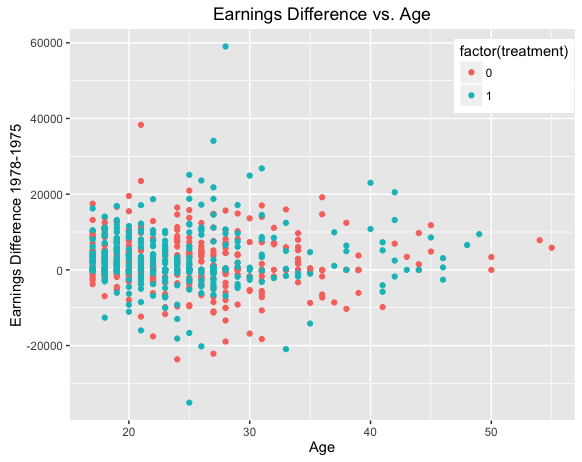 Earnings Difference vs. Age
factor(treatment)
0
1
60000
40000
20000
0
-20000
Earnings Difference 1978-1975
20 30 40 50
Age